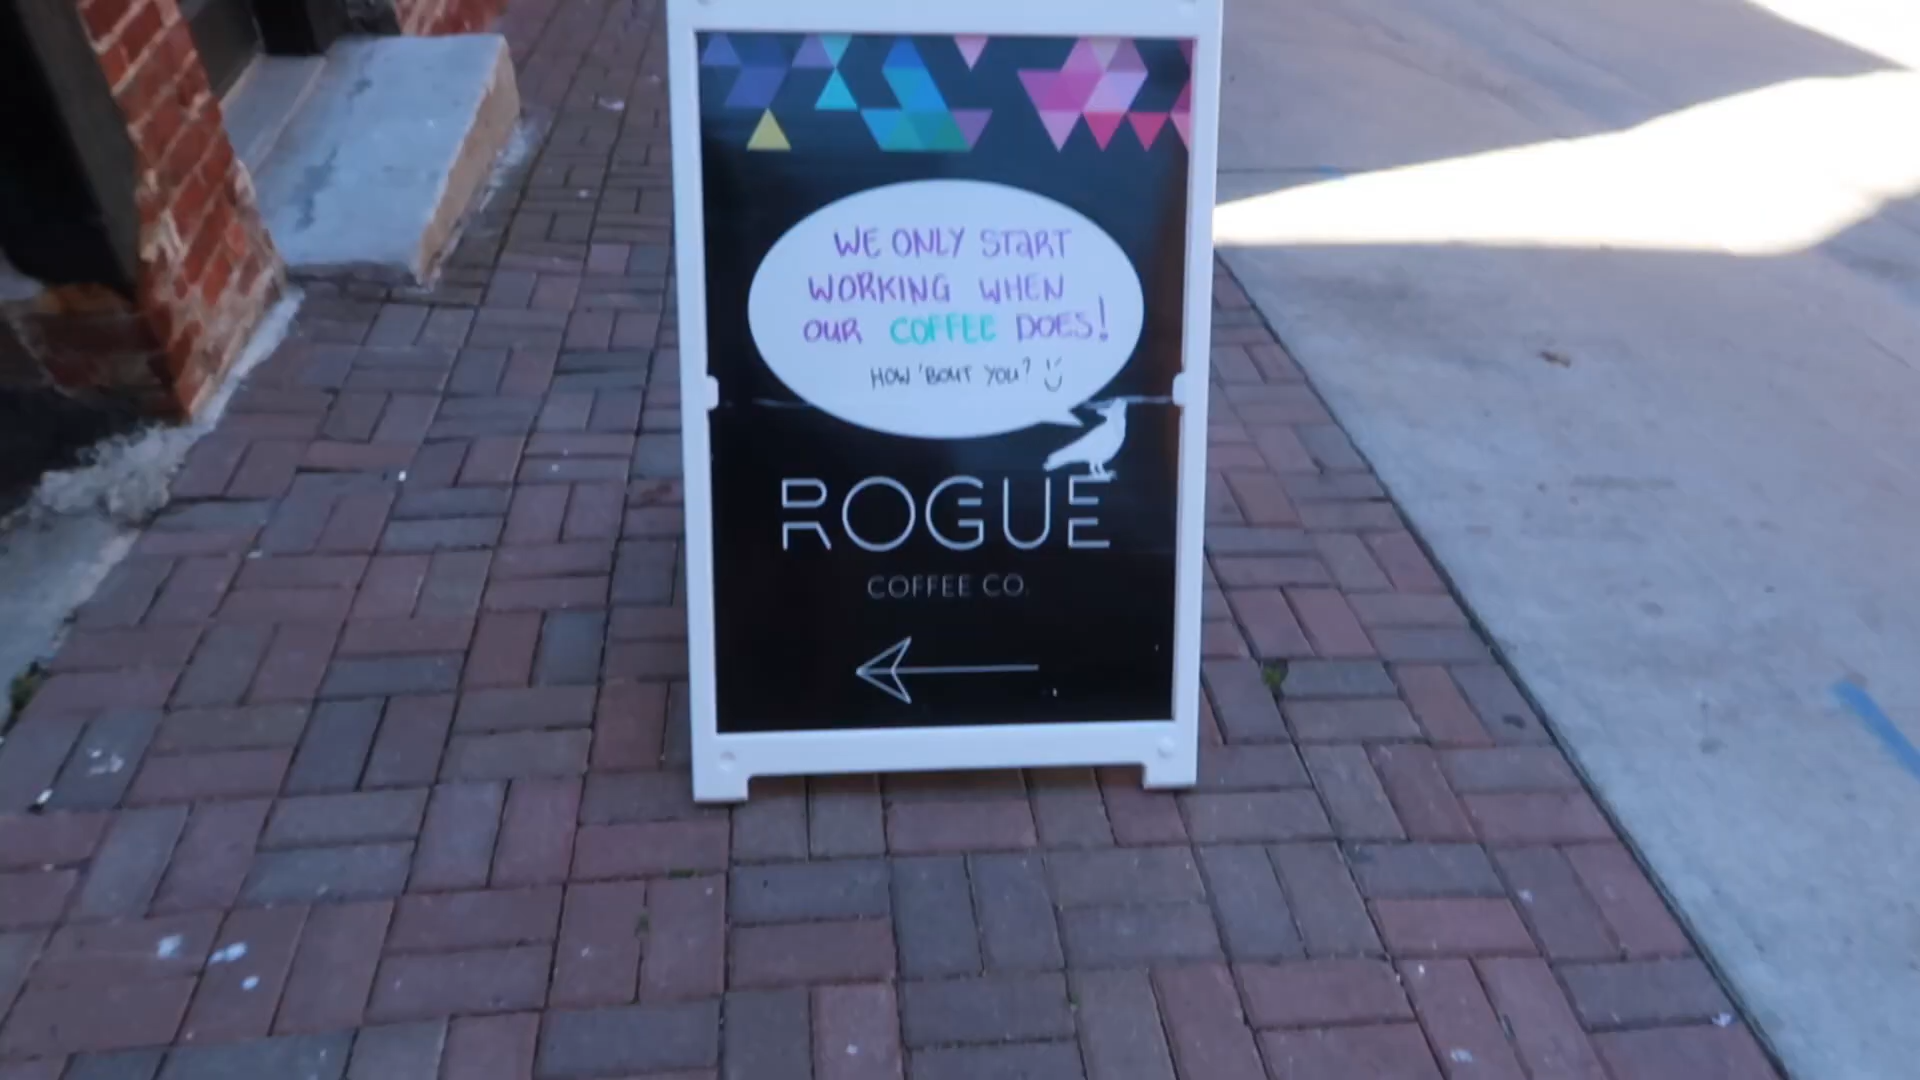 WE ONLY START
WORKING WHEN
OUR COFFEE DOES!
HOW 'BOUT YOU?
ROGUE
COFFEE CO.